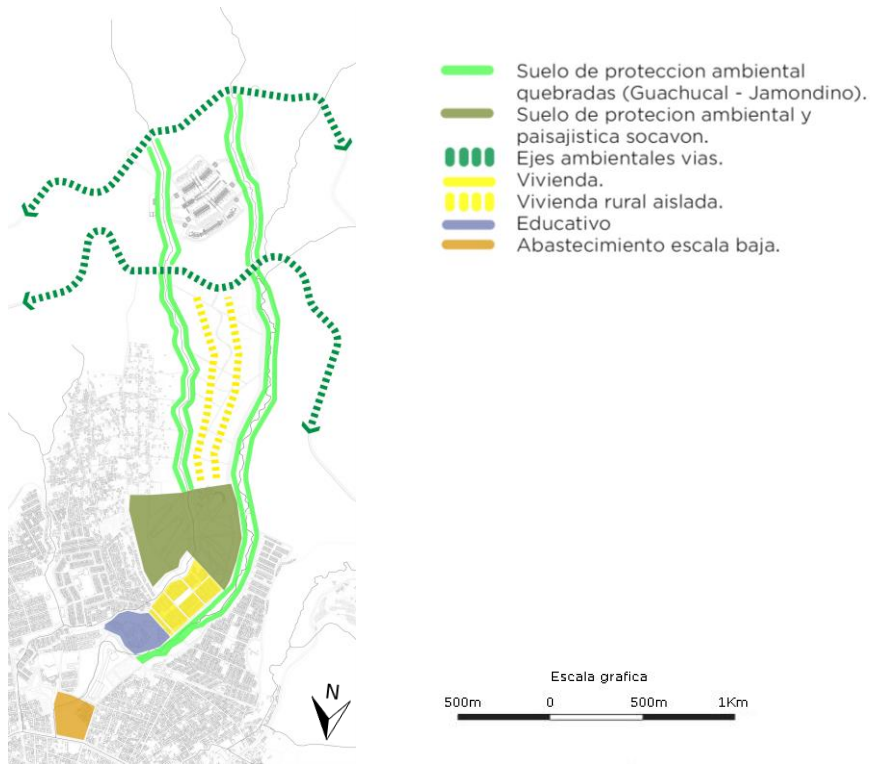 Suelo de proteccion ambiental
quebradas (Guachucal - Jamondino).
Suelo de protecion ambiental y
paisajistica socavon.
Ejes ambientales vias.
Vivienda.
Vivienda rural aislada.
Educativo
Abastecimiento escala baja.
N
Escala grafica
500m 0 500m 1Km